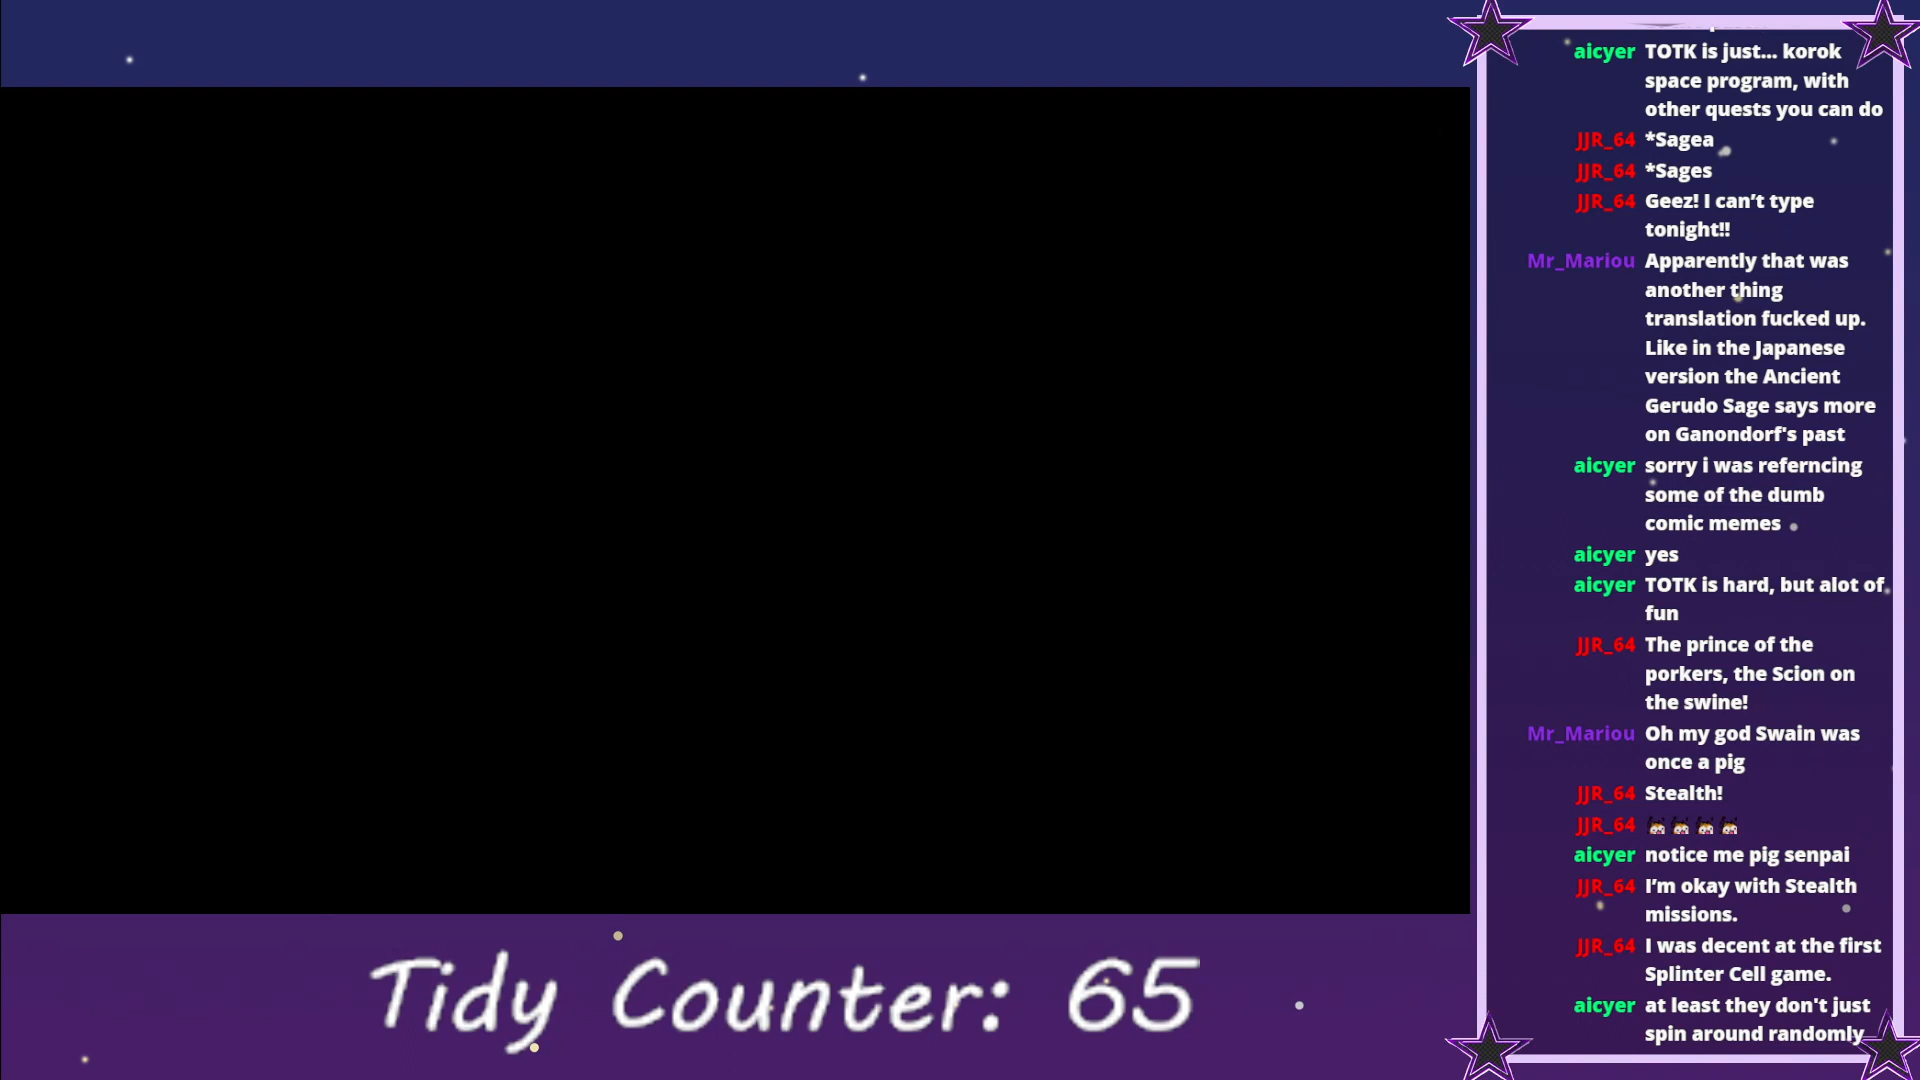 aicyer TOTK is just... korok
space program, with
other quests you can do
JJR_64 *Sagea
JJR_64 *Sages
JJR_64 Geez! I can’t type
tonight!!
Mr_Mariou Apparently that was
another thing
translation fucked up.
Like in the Japanese
version the Ancient
Gerudo Sage says more
on Ganondorf's past
aicyer sorry i was referncing
some of the dumb
comic memes
aicyer yes
aicyer TOTK is hard, but alot of
fun
JJR_64 The prince of the
porkers, the Scion on
the swine!
Mr_Mariou Oh my god Swain was
once a pig
JJR_64 Stealth!
JJR_64
aicyer notice me pig senpai
JJR_64 I’m okay with Stealth
missions.
JJR_64 I was decent at the first
Splinter Cell game.
aicyer at least they don't just
spin around randomly
Tidy Counter: 65